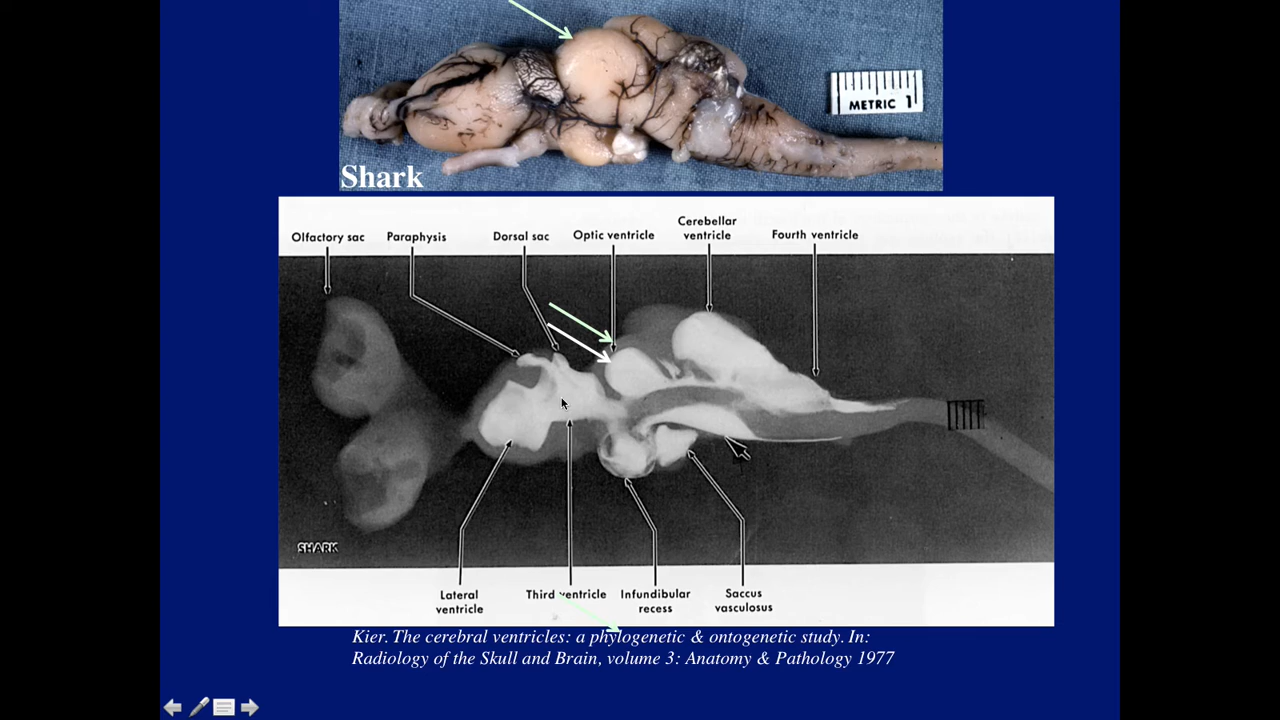 METRIC 1
Shark
Olfactory sac
Paraphysis
Dorsal sac
Optic ventricle
Cerebellar
ventricle
Fourth ventricle
SHARK
Lateral
ventricle
Third ventricle
Infundibular
recess
Saccus
vasculosus
Kier. The cerebral ventricles: a phylogenetic & ontogenetic study. In:
Radiology of the Skull and Brain, volume 3: Anatomy & Pathology 1977